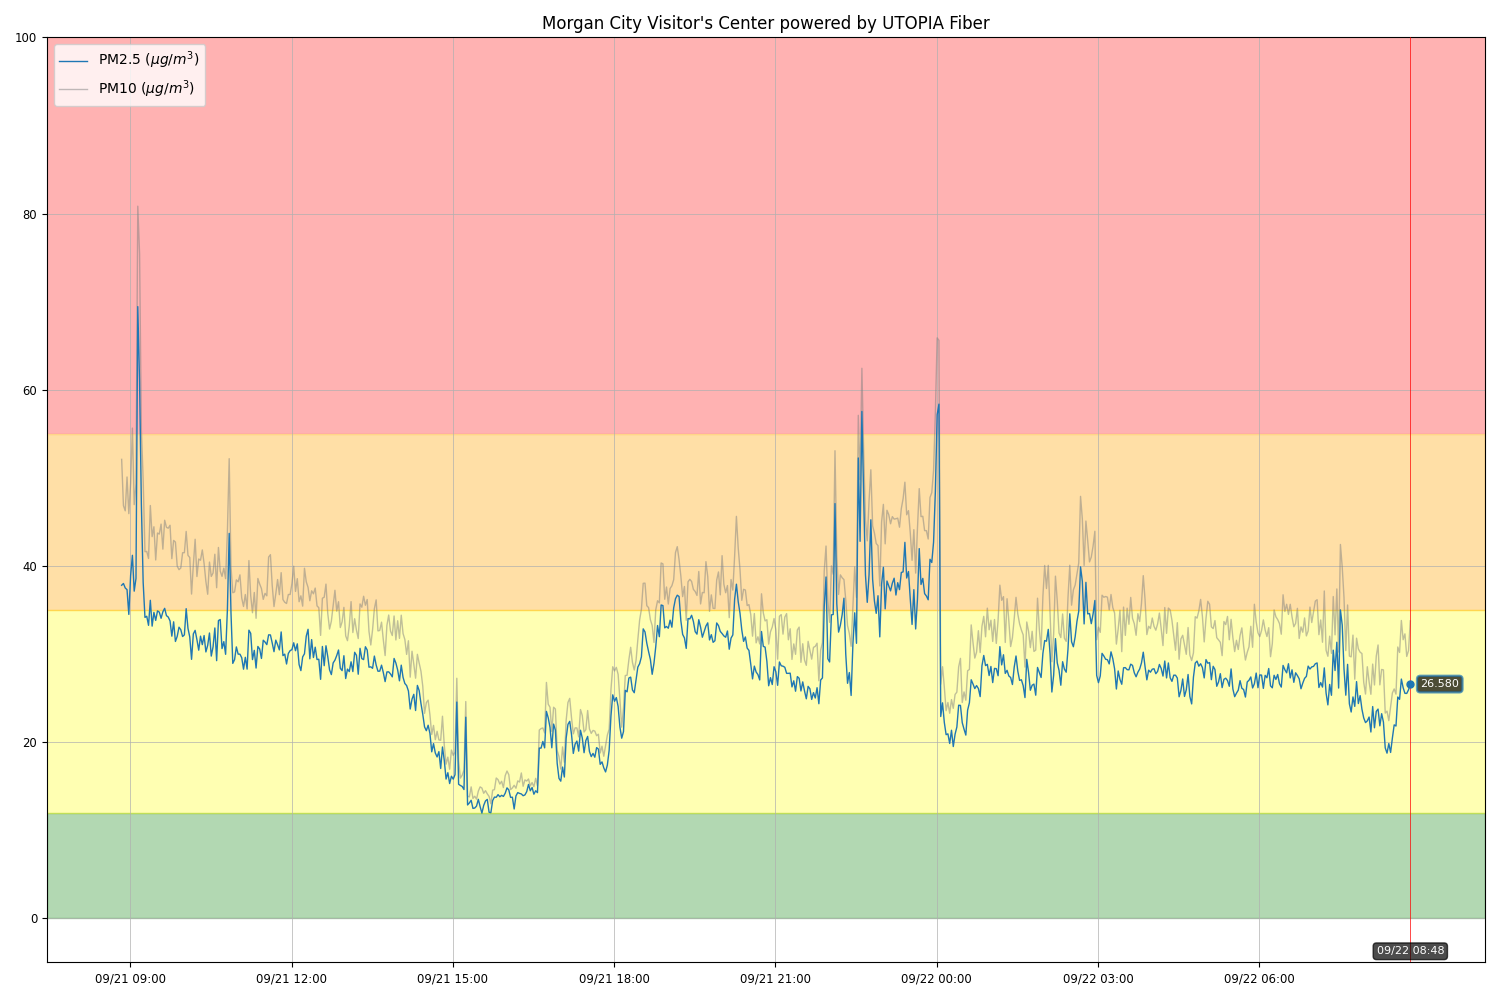 Morgan City Visitor's Center powered by UTOPIA Fiber
100
PM2.5 (μg/m³)
PM10 (μg/m³)
80
60
40
26.580
20
0
09/22 08:48
09/21 09:00 09/21 12:00 09/21 15:00 09/21 18:00 09/21 21:00 09/22 00:00 09/22 03:00 09/22 06:00